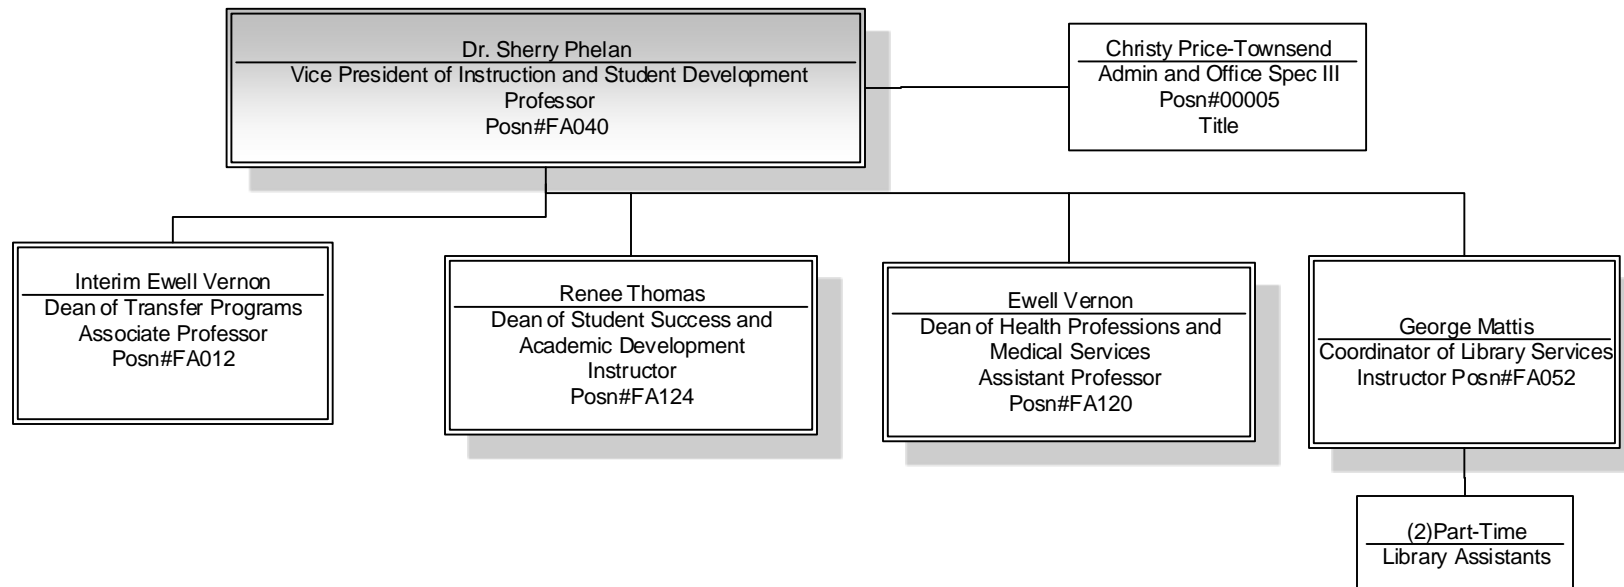 Dr. Sherry Phelan
Vice President of Instruction and Student Development
Professor
Posn#FA040
Christy Price-Townsend
Admin and Office Spec III
Posn#00005
Title
Interim Ewell Vernon
Dean of Transfer Programs
Associate Professor
Posn#FA012
Renee Thomas
Dean of Student Success and
Academic Development
Instructor
Posn#FA124
Ewell Vernon
Dean of Health Professions and
Medical Services
Assistant Professor
Posn#FA120
George Mattis
Coordinator of Library Services
Instructor Posn#FA052
(2)Part-Time
Library Assistants